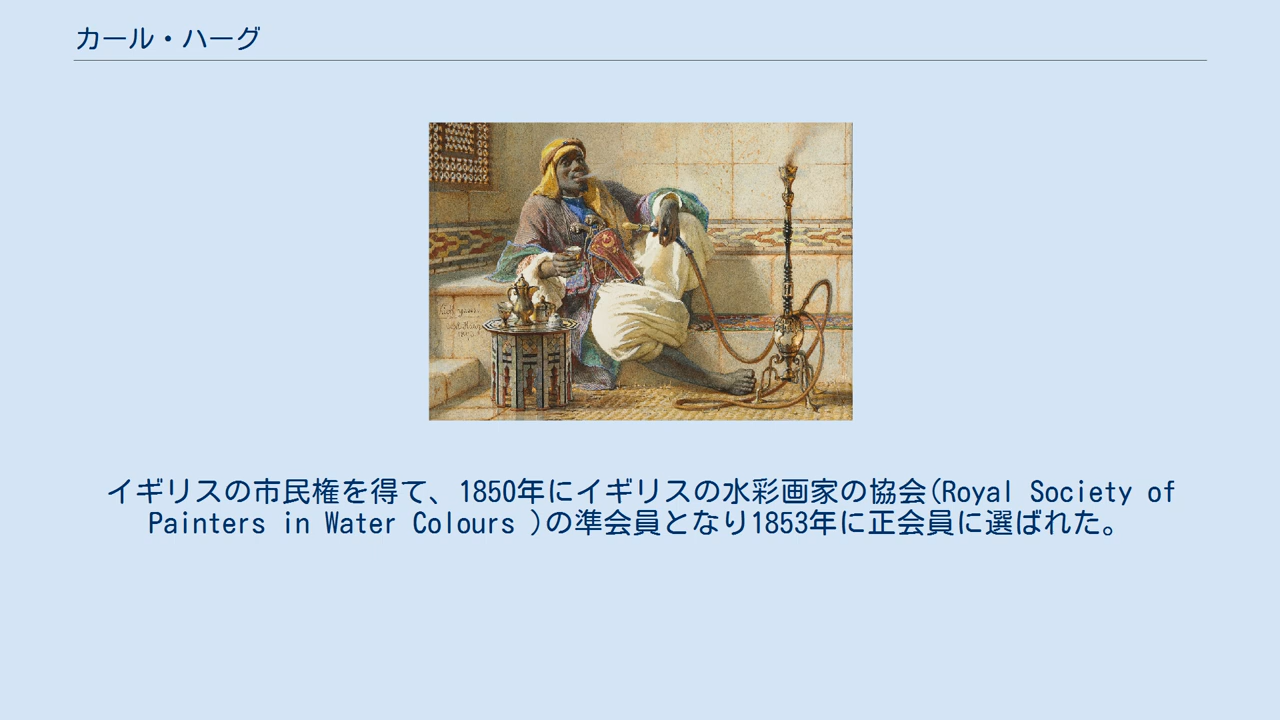 カール・ハーグ
イギリスの市民権を得て、1850年にイギリスの水彩画家の協会(Royal Society of
Painters in Water Colours )の準会員となり1853年に正会員に選ばれた。